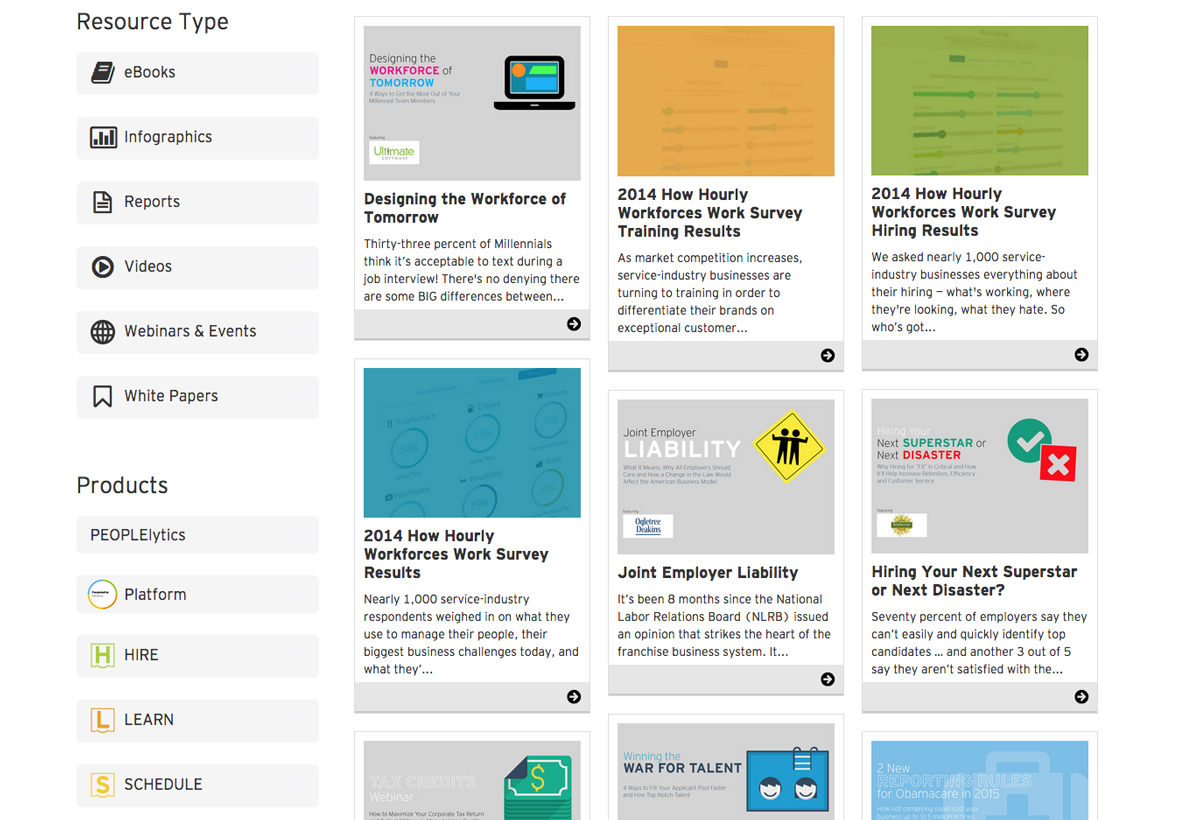 Resource Type
eBooks
Infographics
Reports
Videos
Webinars & Events
White Papers
Products
PEOPLElytics
Platform
HIRE
LEARN
SCHEDULE
Designing the
WORKFORCE of
TOMORROW
4 Ways to Get the Most Out of Your
Millennial Team Members
Featuring
Ultimate
SOFTWARE
Designing the Workforce of
Tomorrow
Thirty-three percent of Millennials
think it’s acceptable to text during a
job interview! There's no denying there
are some BIG differences between...
2014 How Hourly
Workforces Work Survey
Results
Nearly 1,000 service-industry
respondents weighed in on what they
use to manage their people, their
biggest business challenges today, and
what they’...
TAX CREDITS
Webinar
How to Maximize Your Corporate Tax Return
2014 How Hourly
Workforces Work Survey
Training Results
As market competition increases,
service-industry businesses are
turning to training in order to
differentiate their brands on
exceptional customer...
Joint Employer
LIABILITY
What It Means, Why All Employers Should
Care and How a Change in the Law Would
Affect the American Business Model
Featuring
Ogletree
Deakins
Joint Employer Liability
It’s been 8 months since the National
Labor Relations Board (NLRB) issued
an opinion that strikes the heart of the
franchise business system. It...
Winning the
WAR FOR TALENT
4 Ways to Fill Your Applicant Pool Faster
and Hire Top-Notch Talent
2014 How Hourly
Workforces Work Survey
Hiring Results
We asked nearly 1,000 service-
industry businesses everything about
their hiring – what's working, where
they're looking, what they hate. So
who’s got...
Hiring Your
Next SUPERSTAR or
Next DISASTER
Why Hiring for "Fit" Is Critical and How
It'll Help Increase Retention, Efficiency
and Customer Service
Featuring
Hiring Your Next Superstar
or Next Disaster?
Seventy percent of employers say they
can’t easily and quickly identify top
candidates … and another 3 out of 5
say they aren’t satisfied with the...
2 New
REPORTING RULES
for Obamacare in 2015
How not complying could cost your
business up to $1.5 million in fines